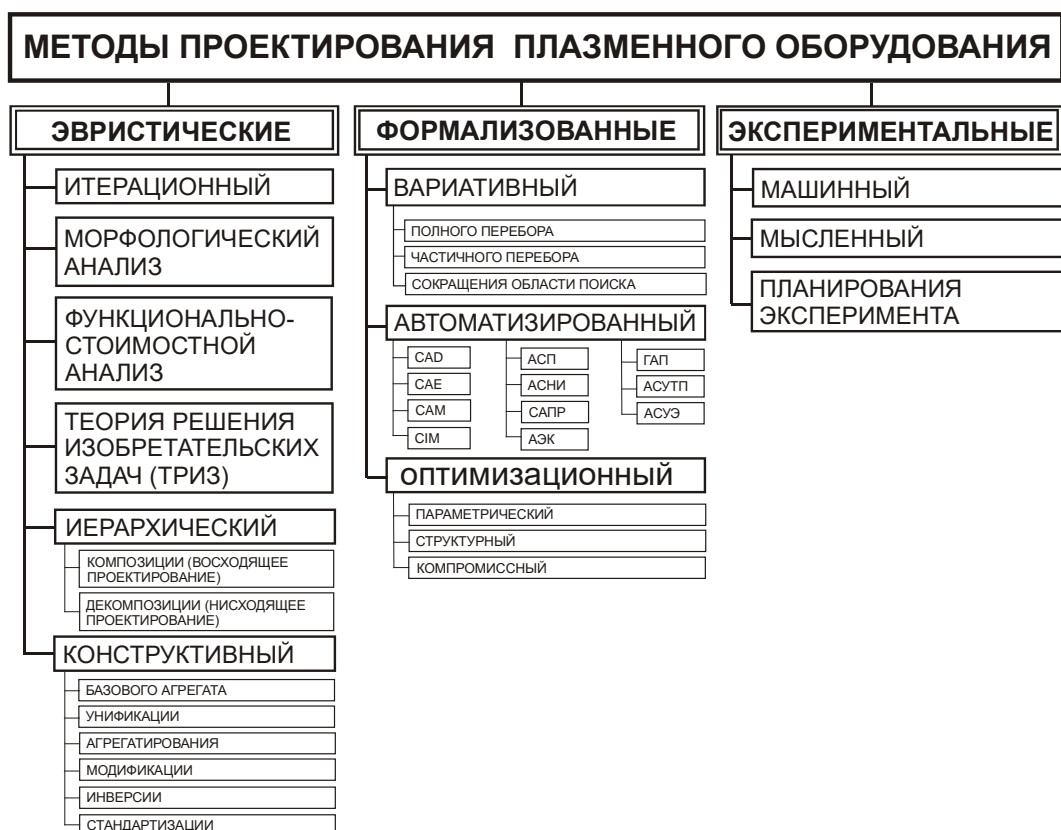 МЕТОДЫ ПРОЕКТИРОВАНИЯ ПЛАЗМЕННОГО ОБОРУДОВАНИЯ
ЭВРИСТИЧЕСКИЕ
ИТЕРАЦИОННЫЙ
МОРФОЛОГИЧЕСКИЙ
АНАЛИЗ
ФУНКЦИОНАЛЬНО-
СТОИМОСТНОЙ
АНАЛИЗ
ТЕОРИЯ РЕШЕНИЯ
ИЗОБРЕТАТЕЛЬСКИХ
ЗАДАЧ (ТРИЗ)
ИЕРАРХИЧЕСКИЙ
КОМПОЗИЦИИ (ВОСХОДЯЩЕЕ
ПРОЕКТИРОВАНИЕ)
ДЕКОМПОЗИЦИИ (НИСХОДЯЩЕЕ
ПРОЕКТИРОВАНИЕ)
КОНСТРУКТИВНЫЙ
БАЗОВОГО АГРЕГАТА
УНИФИКАЦИИ
АГРЕГАТИРОВАНИЯ
МОДИФИКАЦИИ
ИНВЕРСИИ
СТАНДАРТИЗАЦИИ
ФОРМАЛИЗОВАННЫЕ
ВАРИАТИВНЫЙ
ПОЛНОГО ПЕРЕБОРА
ЧАСТИЧНОГО ПЕРЕБОРА
СОКРАЩЕНИЯ ОБЛАСТИ ПОИСКА
АВТОМАТИЗИРОВАННЫЙ
CAD
CAE
CAM
CIM
АСП
АСНИ
САПР
АЭК
ГАП
АСУТП
АСУЭ
оптимизационный
ПАРАМЕТРИЧЕСКИЙ
СТРУКТУРНЫЙ
КОМПРОМИССНЫЙ
ЭКСПЕРИМЕНТАЛЬНЫЕ
МАШИННЫЙ
МЫСЛЕННЫЙ
ПЛАНИРОВАНИЯ
ЭКСПЕРИМЕНТА